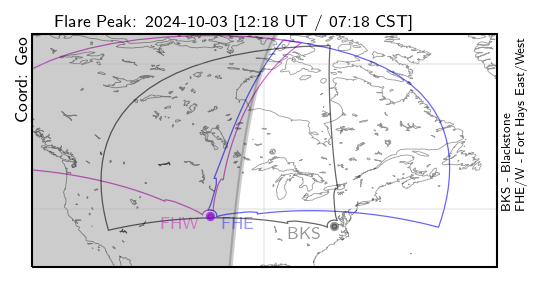 Flare Peak: 2024-10-03 [12:18 UT / 07:18 CST]
Coord: Geo
FHW
FHE
BKS
BKS - Blackstone
FHE/W - Fort Hays East/West